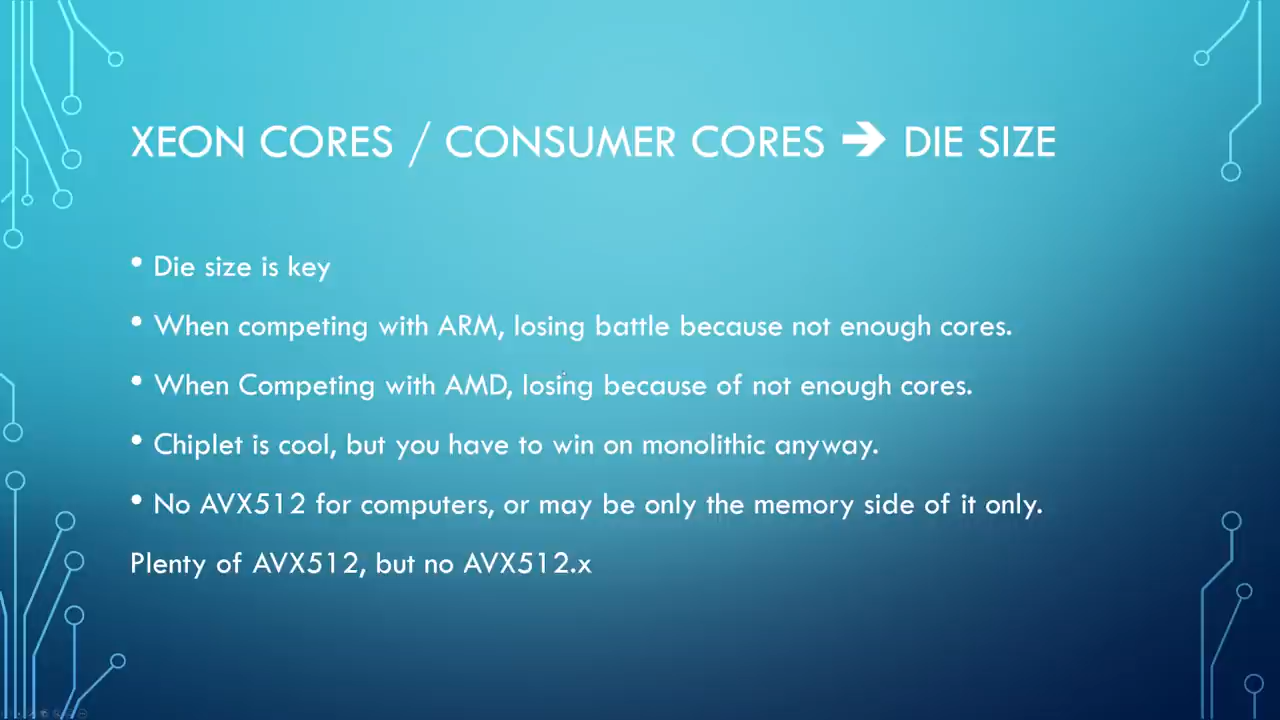 XEON CORES / CONSUMER CORES ➔ DIE SIZE
• Die size is key
• When competing with ARM, losing battle because not enough cores.
• When Competing with AMD, losing because of not enough cores.
• Chiplet is cool, but you have to win on monolithic anyway.
• No AVX512 for computers, or may be only the memory side of it only.
Plenty of AVX512, but no AVX512.x